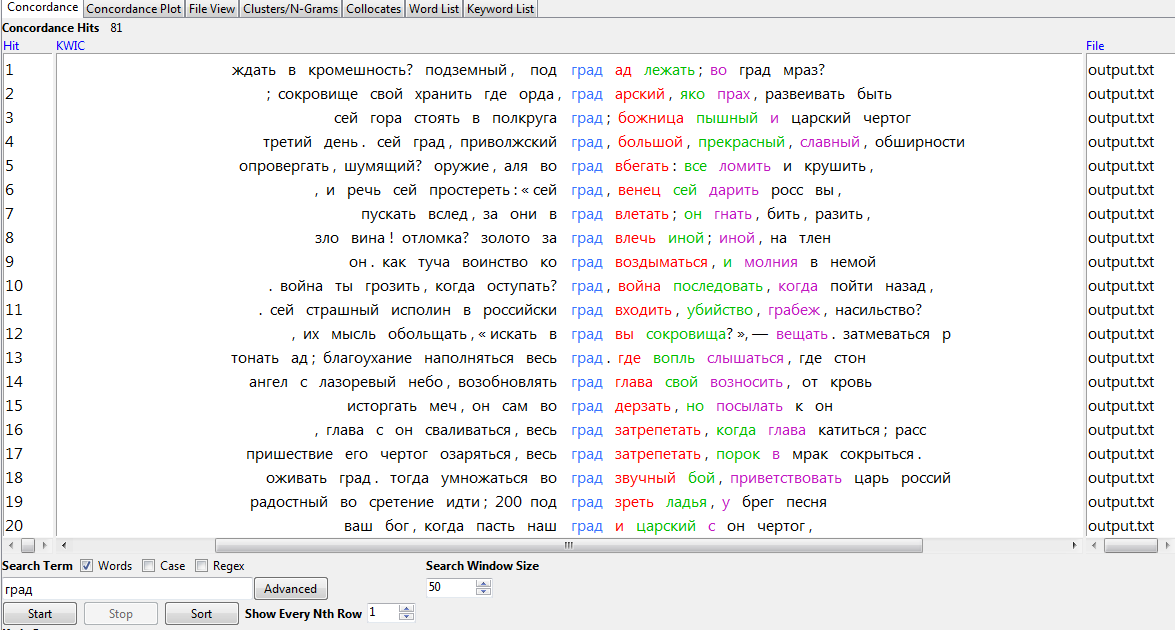 Concordance Concordance Plot File View Clusters/N-Grams Collocates Word List Keyword List
Concordance Hits 81
Hit KWIC File
1 ждать в кромешность? подземный, под град ад лежать; во град мраз? output.txt
2 ; сокровище свой хранить где орда, град арский, яко прах, развеивать быть output.txt
3 сей гора стоять в полкруга град; божница пышный и царский чертог output.txt
4 третий день. сей град, приволжский град, большой, прекрасный, славный, обширности output.txt
5 опровергать, шумящий? оружие, аля во град вбегать: все ломить и крушить, output.txt
6 , и речь сей простереть:« сей град, венец сей дарить росс вы, output.txt
7 пускать вслед, за они в град влетать; он гнать, бить, разить, output.txt
8 зло вина! отломка? золото за град влечь иной; иной, на тлен output.txt
9 он. как туча воинство ко град воздыматься, и молния в немой output.txt
10 . война ты грозить, когда оступать? град, война последовать, когда пойти назад, output.txt
11 . сей страшный исполин в российски град входить, убийство, грабеж, насильство? output.txt
12 , их мысль обольщать,« искать в град вы сокровища? »,— вещать. затмеваться р output.txt
13 тонать ад; благоухание наполняться весь град. где вопль слышаться, где стон output.txt
14 ангел с лазоревый небо, возобновлять град глава свой возносить, от кровь output.txt
15 исторгать меч, он сам во град дерзать, но посылать к он output.txt
16 , глава с он сваливаться, весь град затрепетать, когда глава катиться; расс output.txt
17 пришествие его чертог озаряться, весь град затрепетать, порок в мрак сокрыться. output.txt
18 оживать град. тогда умножаться во град звучный бой, приветствовать царь россий output.txt
19 радостный во сретение идти; 200 под град зреть ладья, у брег песня output.txt
20 ваш бог, когда пасть наш град и царский с он чертог, output.txt
Search Term Words Case Regex Search Window Size
град Advanced 50
Start Stop Sort Show Every Nth Row 1